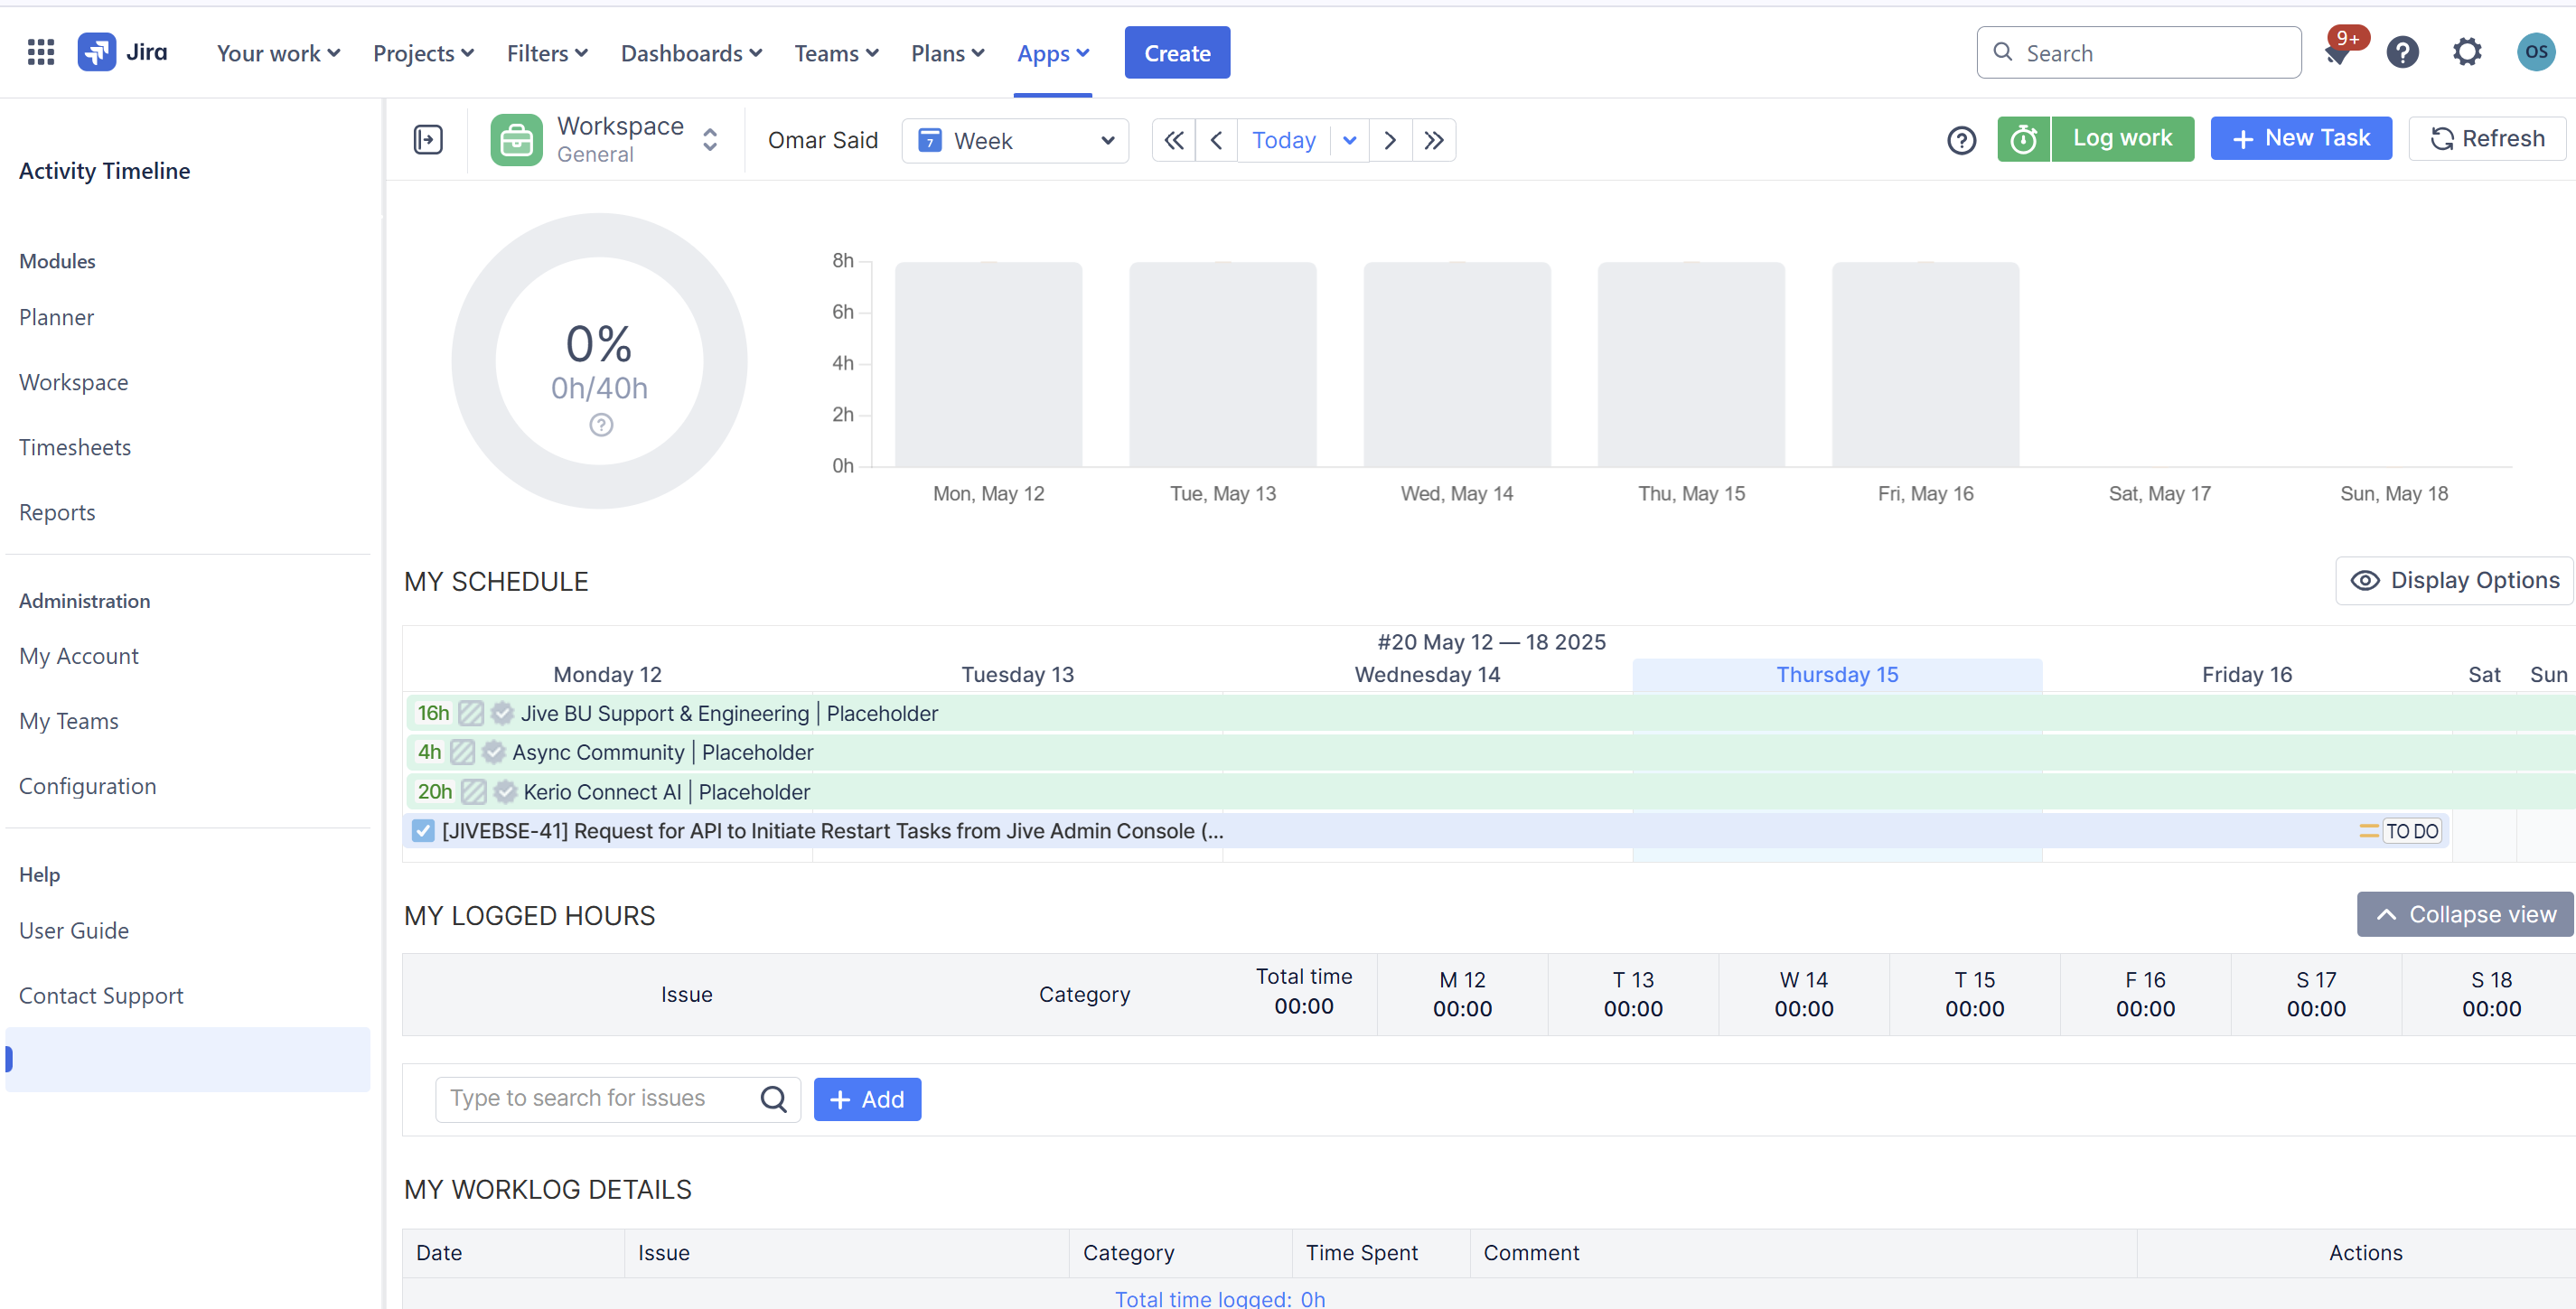 Jira
Your work
Projects
Filters
Dashboards
Teams
Plans
Apps
Create
Search
9+
OS
Activity Timeline
Modules
Planner
Workspace
Timesheets
Reports
Administration
My Account
My Teams
Configuration
Help
User Guide
Contact Support
Workspace
General
Omar Said
7
Week
Today
Log work
+ New Task
Refresh
0%
0h/40h
8h
6h
4h
2h
0h
Mon, May 12
Tue, May 13
Wed, May 14
Thu, May 15
Fri, May 16
Sat, May 17
Sun, May 18
MY SCHEDULE
Display Options
#20 May 12 — 18 2025
Monday 12
Tuesday 13
Wednesday 14
Thursday 15
Friday 16
Sat
Sun
16h Jive BU Support & Engineering | Placeholder
4h Async Community | Placeholder
20h Kerio Connect AI | Placeholder
[JIVEBSE-41] Request for API to Initiate Restart Tasks from Jive Admin Console (...
TO DO
MY LOGGED HOURS
Collapse view
Issue
Category
Total time
00:00
M 12
00:00
T 13
00:00
W 14
00:00
T 15
00:00
F 16
00:00
S 17
00:00
S 18
00:00
Type to search for issues
+ Add
MY WORKLOG DETAILS
Date
Issue
Category
Time Spent
Comment
Actions
Total time logged: 0h